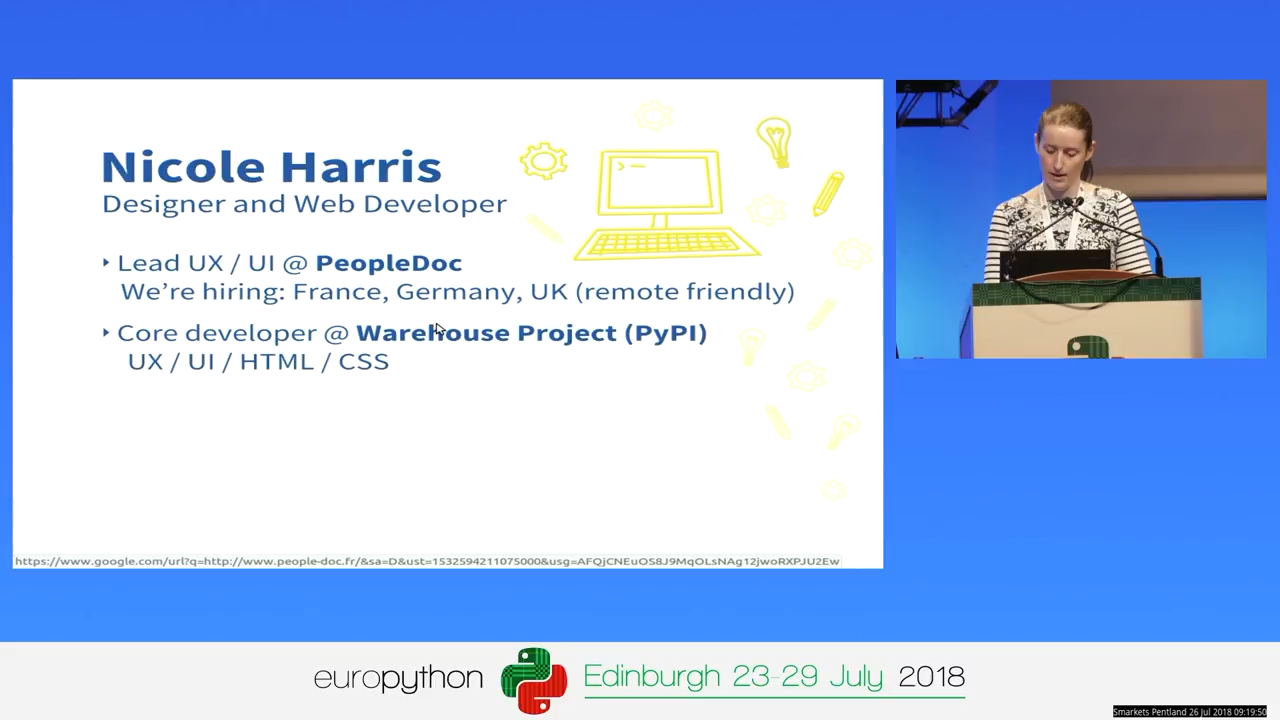 Nicole Harris
Designer and Web Developer
‣ Lead UX / UI @ PeopleDoc
We're hiring: France, Germany, UK (remote friendly)
‣ Core developer @ Warehouse Project (PyPI)
UX / UI / HTML / CSS
https://www.google.com/url?q=http://www.people-doc.fr/&sa=D&ust=1532594211075000&usg=AFQjCNEuOS8J9MqOLsNAg12jwoRXPJU2Ew
europython Edinburgh 23-29 July 2018
Smarkets Pentland 26 Jul 2018 09:19:50